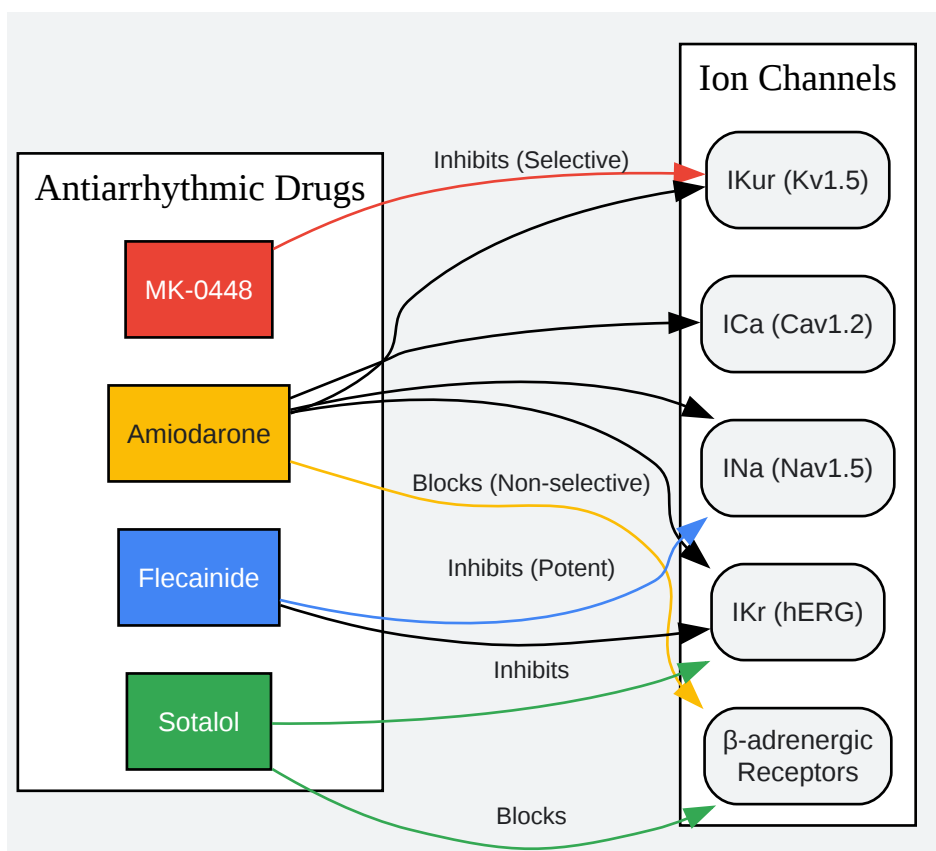 Ion Channels
Inhibits (Selective)
IKur (Kv1.5)
Antiarrhythmic Drugs
MK-0448
ICa (Cav1.2)
Amiodarone
INa (Nav1.5)
Blocks (Non-selective)
Flecainide
Inhibits (Potent)
IKr (hERG)
Inhibits
Sotalol
β-adrenergic
Receptors
Blocks